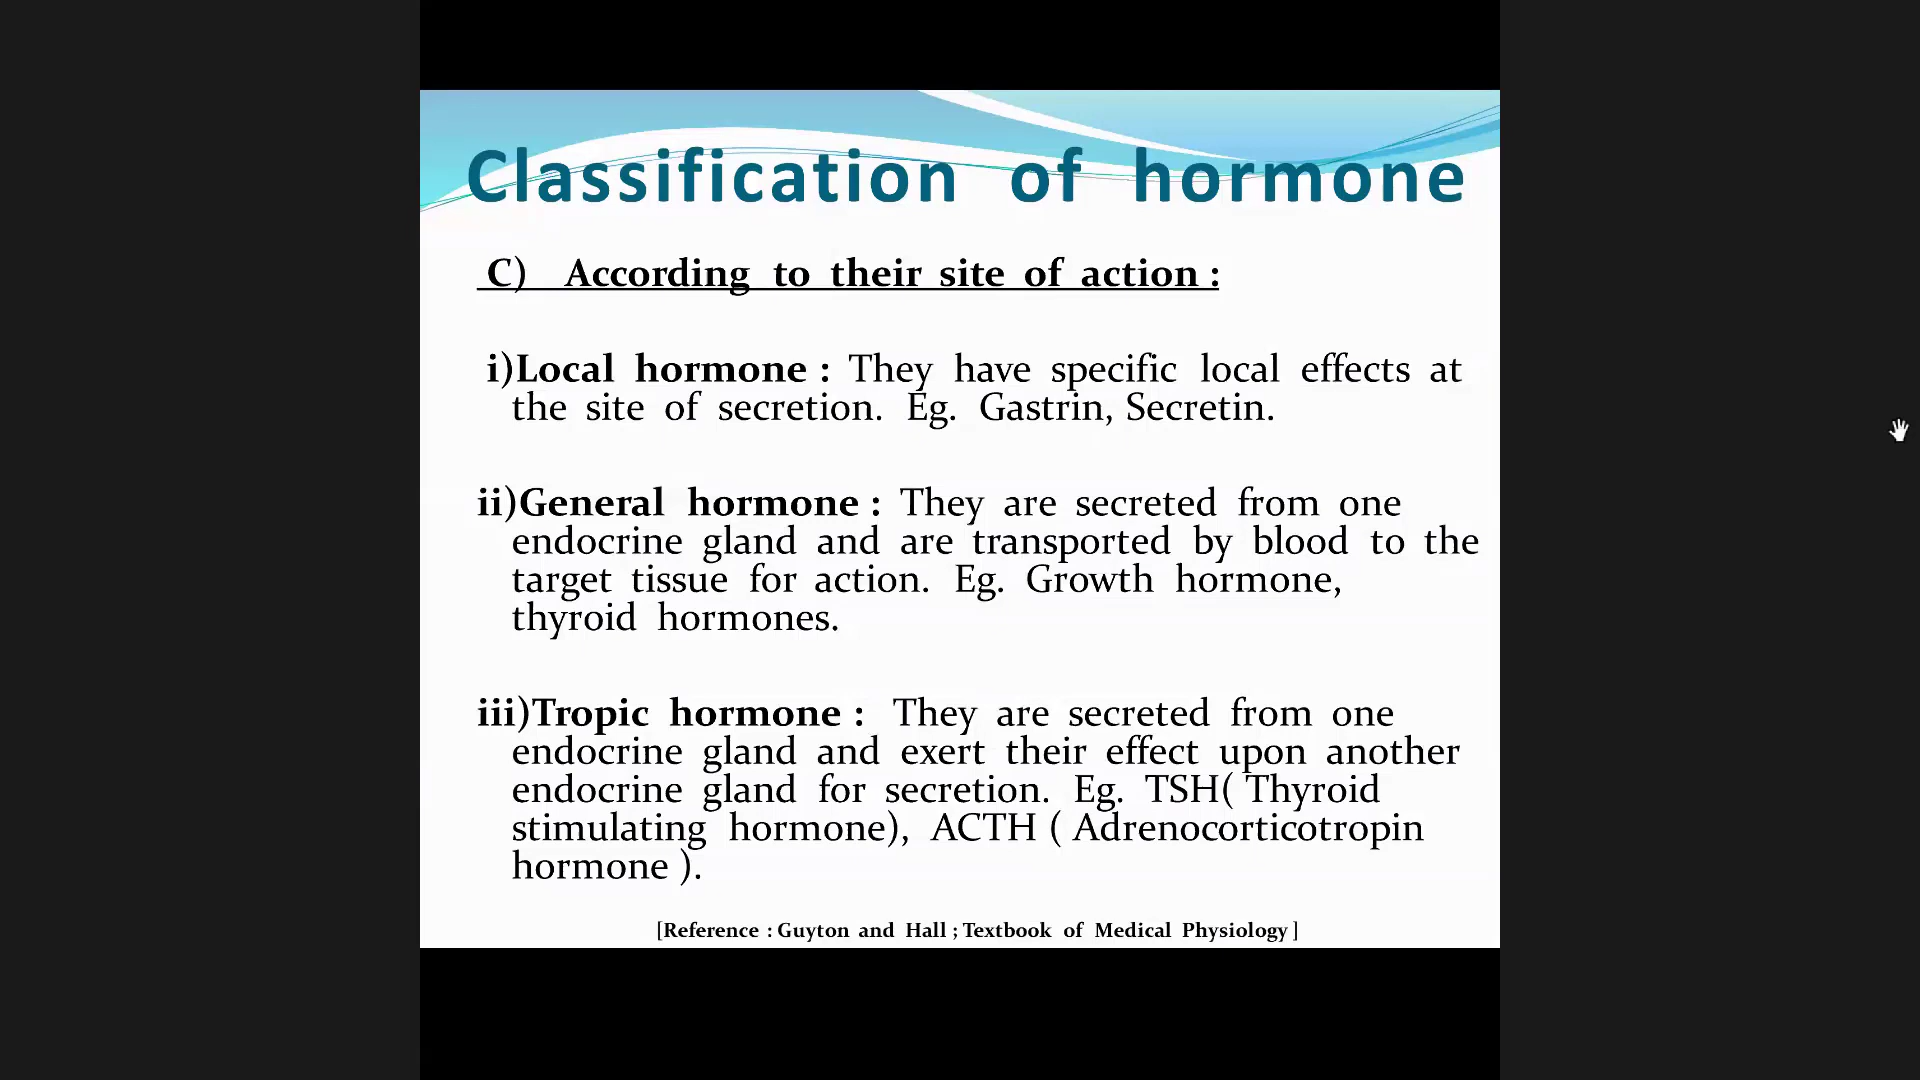 Classification of hormone
C) According to their site of action :
i)Local hormone : They have specific local effects at
the site of secretion. Eg. Gastrin, Secretin.
ii)General hormone : They are secreted from one
endocrine gland and are transported by blood to the
target tissue for action. Eg. Growth hormone,
thyroid hormones.
iii)Tropic hormone : They are secreted from one
endocrine gland and exert their effect upon another
endocrine gland for secretion. Eg. TSH( Thyroid
stimulating hormone), ACTH ( Adrenocorticotropin
hormone ).
[Reference : Guyton and Hall ; Textbook of Medical Physiology ]